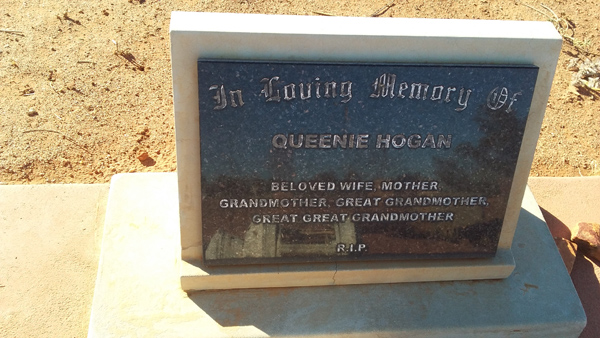 In Loving Memory Of
QUEENIE HOGAN
BELOVED WIFE, MOTHER
GRANDMOTHER, GREAT GRANDMOTHER,
GREAT GREAT GRANDMOTHER
R.I.P.